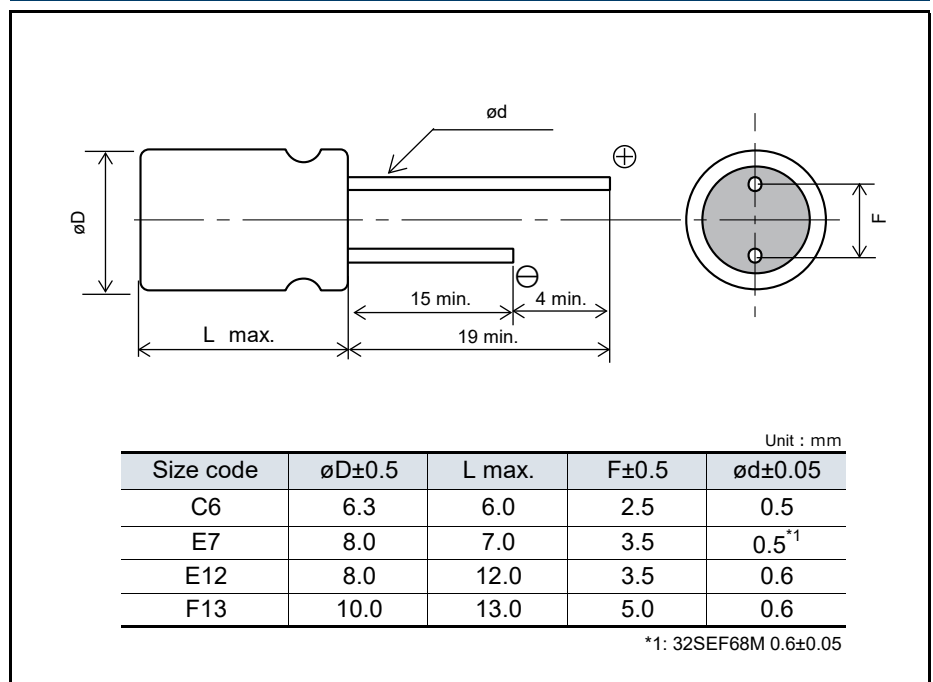 ød
⊕
øD
F
⊖
15 min.
4 min.
L max.
19 min.
Unit : mm
Size code øD±0.5 L max. F±0.5 ød±0.05
C6 6.3 6.0 2.5 0.5
E7 8.0 7.0 3.5 0.5*1
E12 8.0 12.0 3.5 0.6
F13 10.0 13.0 5.0 0.6
*1: 32SEF68M 0.6±0.05